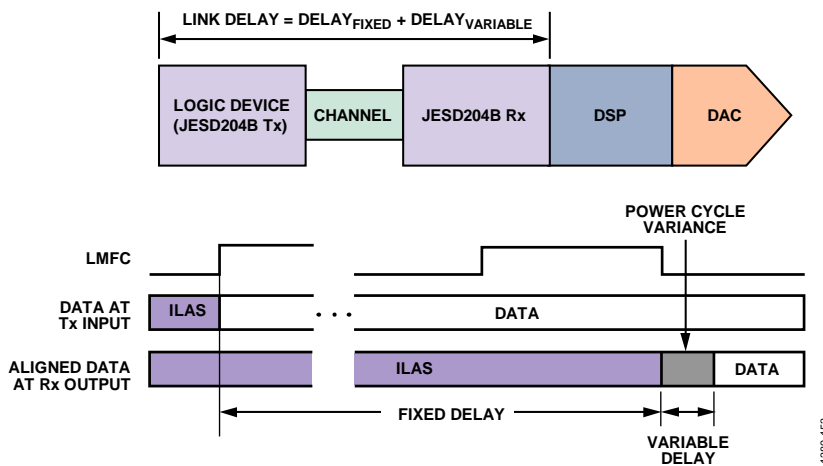 LINK DELAY = DELAYFIXED + DELAYVARIABLE
LOGIC DEVICE
(JESD204B Tx)
CHANNEL
JESD204B Rx
DSP
DAC
POWER CYCLE
VARIANCE
LMFC
DATA AT
Tx INPUT
ILAS
. . .
DATA
ALIGNED DATA
AT Rx OUTPUT
ILAS
DATA
FIXED DELAY
VARIABLE
DELAY